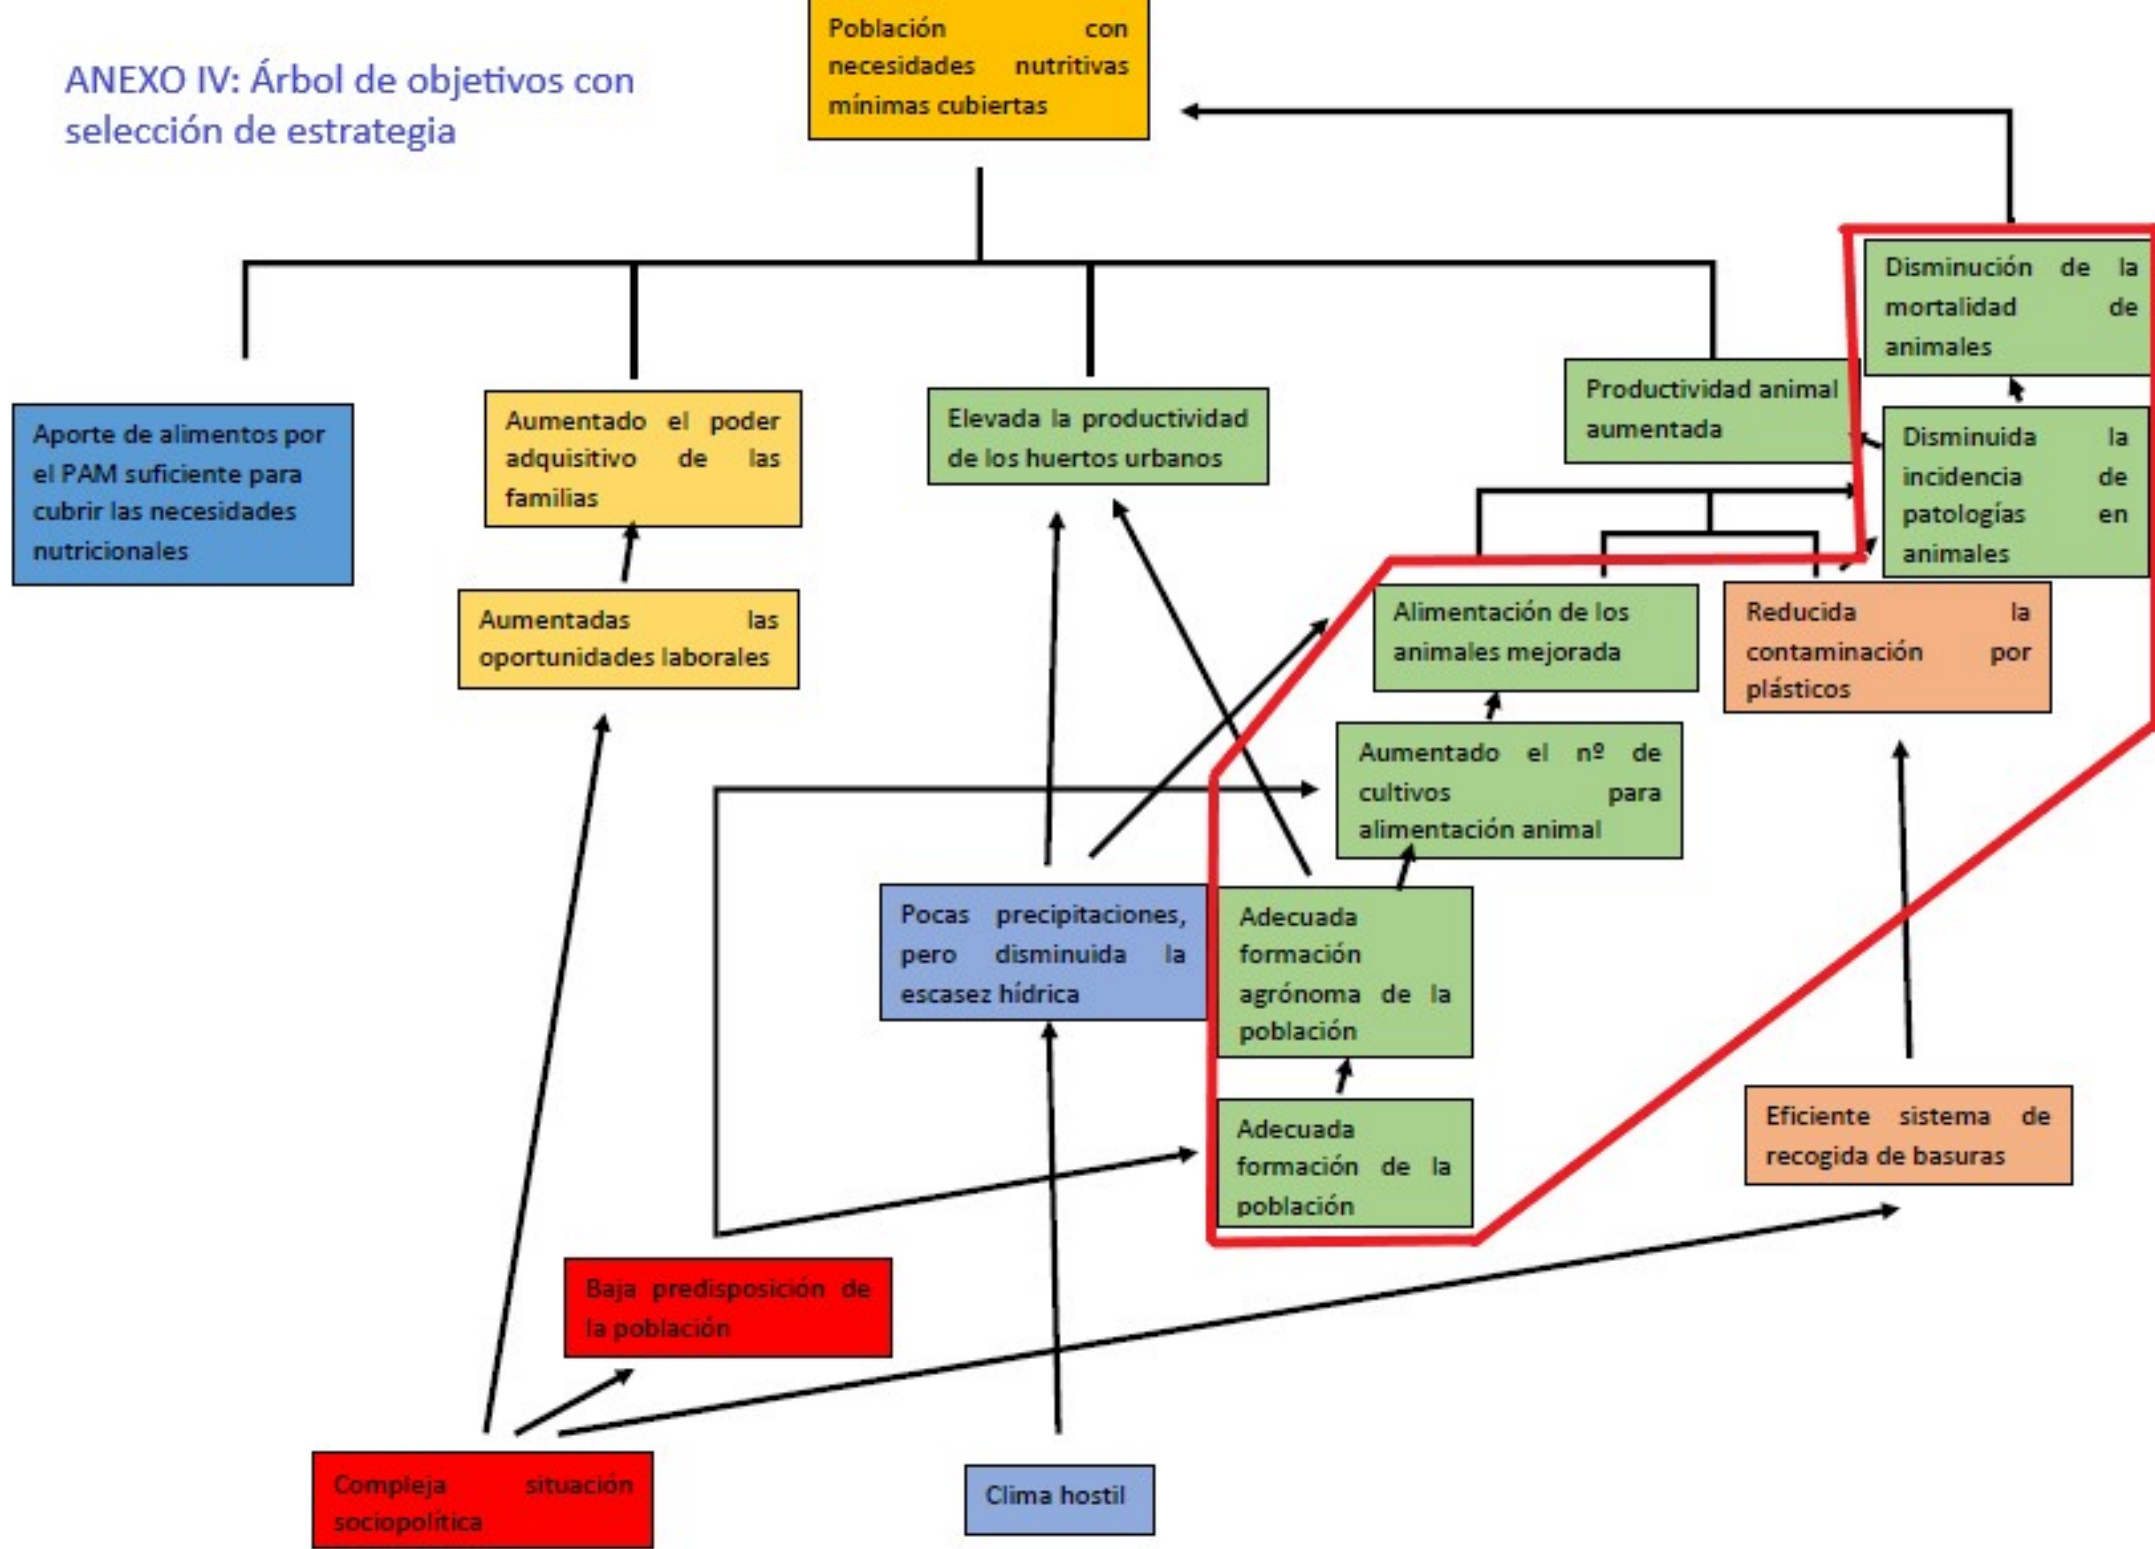 Población con
necesidades nutritivas
mínimas cubiertas
ANEXO IV: Árbol de objetivos con
selección de estrategia
Disminución de la
mortalidad de
animales
Productividad animal
aumentada
Aporte de alimentos por
el PAM suficiente para
cubrir las necesidades
nutricionales
Aumentado el poder
adquisitivo de las
familias
Elevada la productividad
de los huertos urbanos
Disminuida la
incidencia de
patologías en
animales
Aumentadas las
oportunidades laborales
Alimentación de los
animales mejorada
Reducida la
contaminación por
plásticos
Aumentado el nº de
cultivos para
alimentación animal
Pocas precipitaciones,
pero disminuida la
escasez hídrica
Adecuada
formación
agrónoma de la
población
Adecuada
formación de la
población
Eficiente sistema de
recogida de basuras
Baja predisposición de
la población
Compleja situación
sociopolítica
Clima hostil